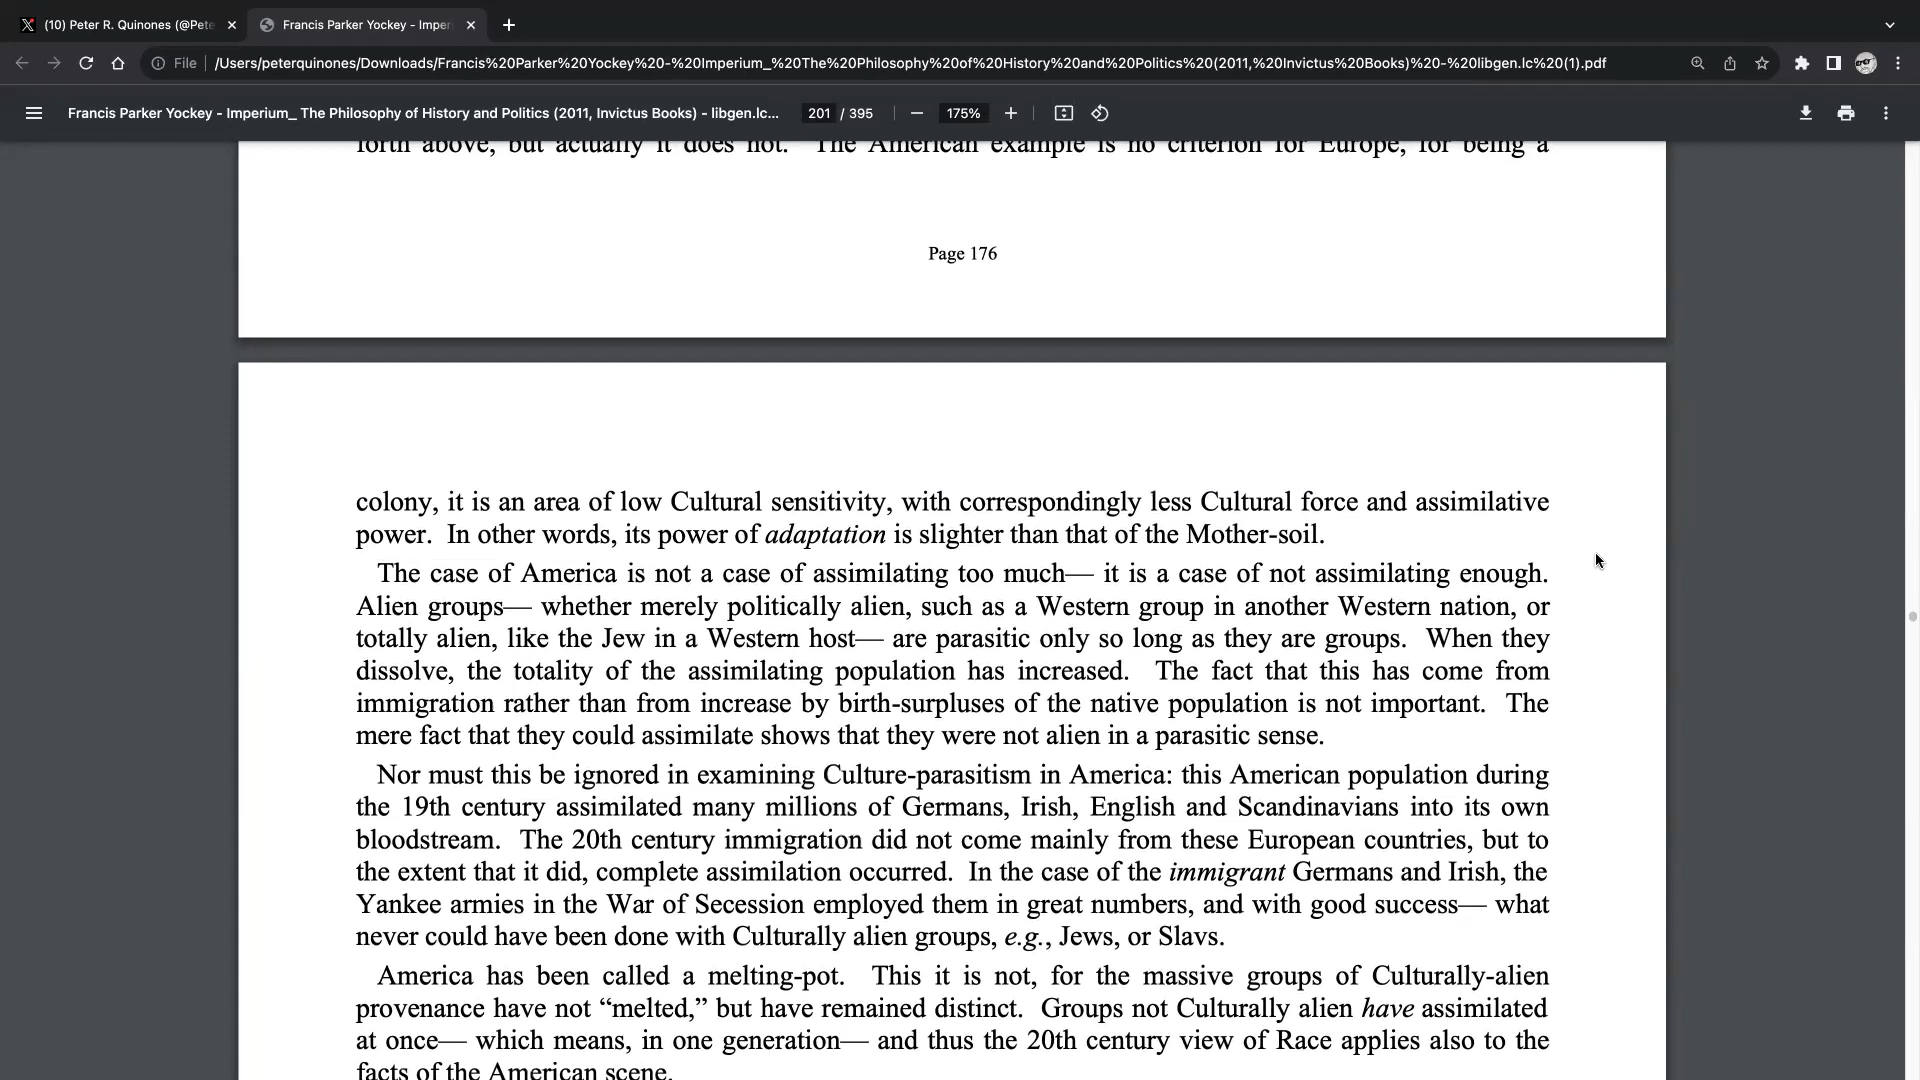 (10) Peter R. Quinones (@Pete
Francis Parker Yockey - Imper
File
/Users/peterquinones/Downloads/Francis%20Parker%20Yockey%20-%20Imperium_%20The%20Philosophy%20of%20History%20and%20Politics%20(2011,%20Invictus%20Books)%20-%20libgen.lc%20(1).pdf
Francis Parker Yockey - Imperium_ The Philosophy of History and Politics (2011, Invictus Books) - libgen.lc...
201 / 395
175%
forth above, but actually it does not. The American example is no criterion for Europe, for being a
Page 176
colony, it is an area of low Cultural sensitivity, with correspondingly less Cultural force and assimilative
power. In other words, its power of adaptation is slighter than that of the Mother-soil.
The case of America is not a case of assimilating too much— it is a case of not assimilating enough.
Alien groups— whether merely politically alien, such as a Western group in another Western nation, or
totally alien, like the Jew in a Western host— are parasitic only so long as they are groups. When they
dissolve, the totality of the assimilating population has increased. The fact that this has come from
immigration rather than from increase by birth-surpluses of the native population is not important. The
mere fact that they could assimilate shows that they were not alien in a parasitic sense.
Nor must this be ignored in examining Culture-parasitism in America: this American population during
the 19th century assimilated many millions of Germans, Irish, English and Scandinavians into its own
bloodstream. The 20th century immigration did not come mainly from these European countries, but to
the extent that it did, complete assimilation occurred. In the case of the immigrant Germans and Irish, the
Yankee armies in the War of Secession employed them in great numbers, and with good success— what
never could have been done with Culturally alien groups, e.g., Jews, or Slavs.
America has been called a melting-pot. This it is not, for the massive groups of Culturally-alien
provenance have not “melted,” but have remained distinct. Groups not Culturally alien have assimilated
at once— which means, in one generation— and thus the 20th century view of Race applies also to the
facts of the American scene.